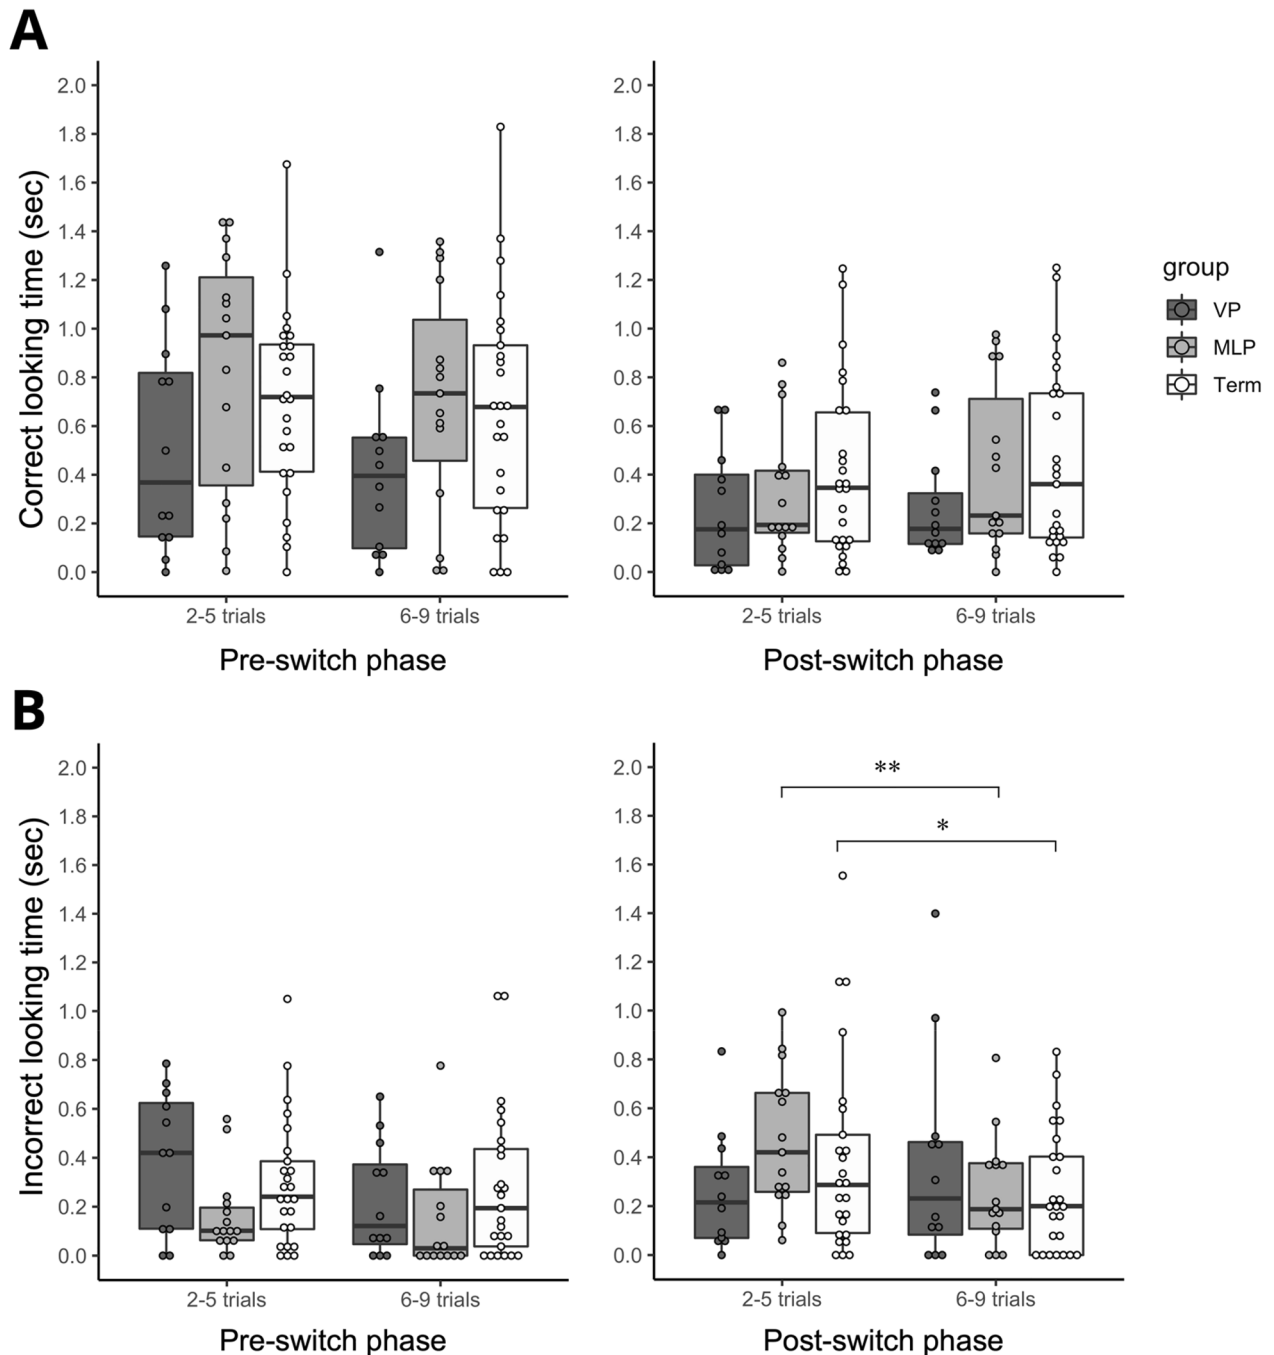 A
Correct looking time (sec)
2.0
1.8
1.6
1.4
1.2
1.0
0.8
0.6
0.4
0.2
0.0
2-5 trials 6-9 trials
Pre-switch phase
2.0
1.8
1.6
1.4
1.2
1.0
0.8
0.6
0.4
0.2
0.0
2-5 trials 6-9 trials
Post-switch phase
group
VP
MLP
Term
B
Incorrect looking time (sec)
2.0
1.8
1.6
1.4
1.2
1.0
0.8
0.6
0.4
0.2
0.0
2-5 trials 6-9 trials
Pre-switch phase
2.0
1.8
1.6
1.4
1.2
1.0
0.8
0.6
0.4
0.2
0.0
**
*
2-5 trials 6-9 trials
Post-switch phase